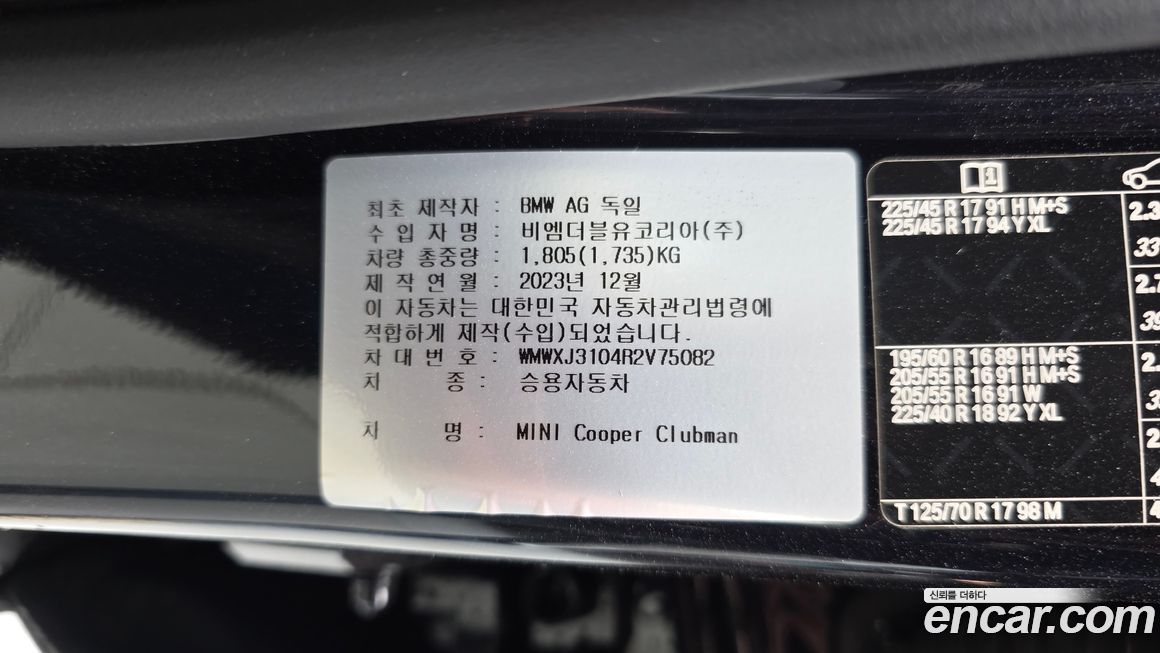 최초 제작자 : BMW AG 독일
수 입 자 명 : 비엠더블유코리아(주)
차량 총중량 : 1,805(1,735)KG
제 작 연 월 : 2023년 12월
이 자동차는 대한민국 자동차관리법령에
적합하게 제작(수입)되었습니다.
차 대 번 호 : WMWXJ3104R2V75082
차 종 : 승용자동차
차 명 : MINI Cooper Clubman
225/45 R 17 91 H M+S
225/45 R 17 94 Y XL
195/60 R 16 89 H M+S
205/55 R 16 91 H M+S
205/55 R 16 91 W
225/40 R 18 92 Y XL
T 125/70 R 17 98 M
신뢰를 더하다
encar.com